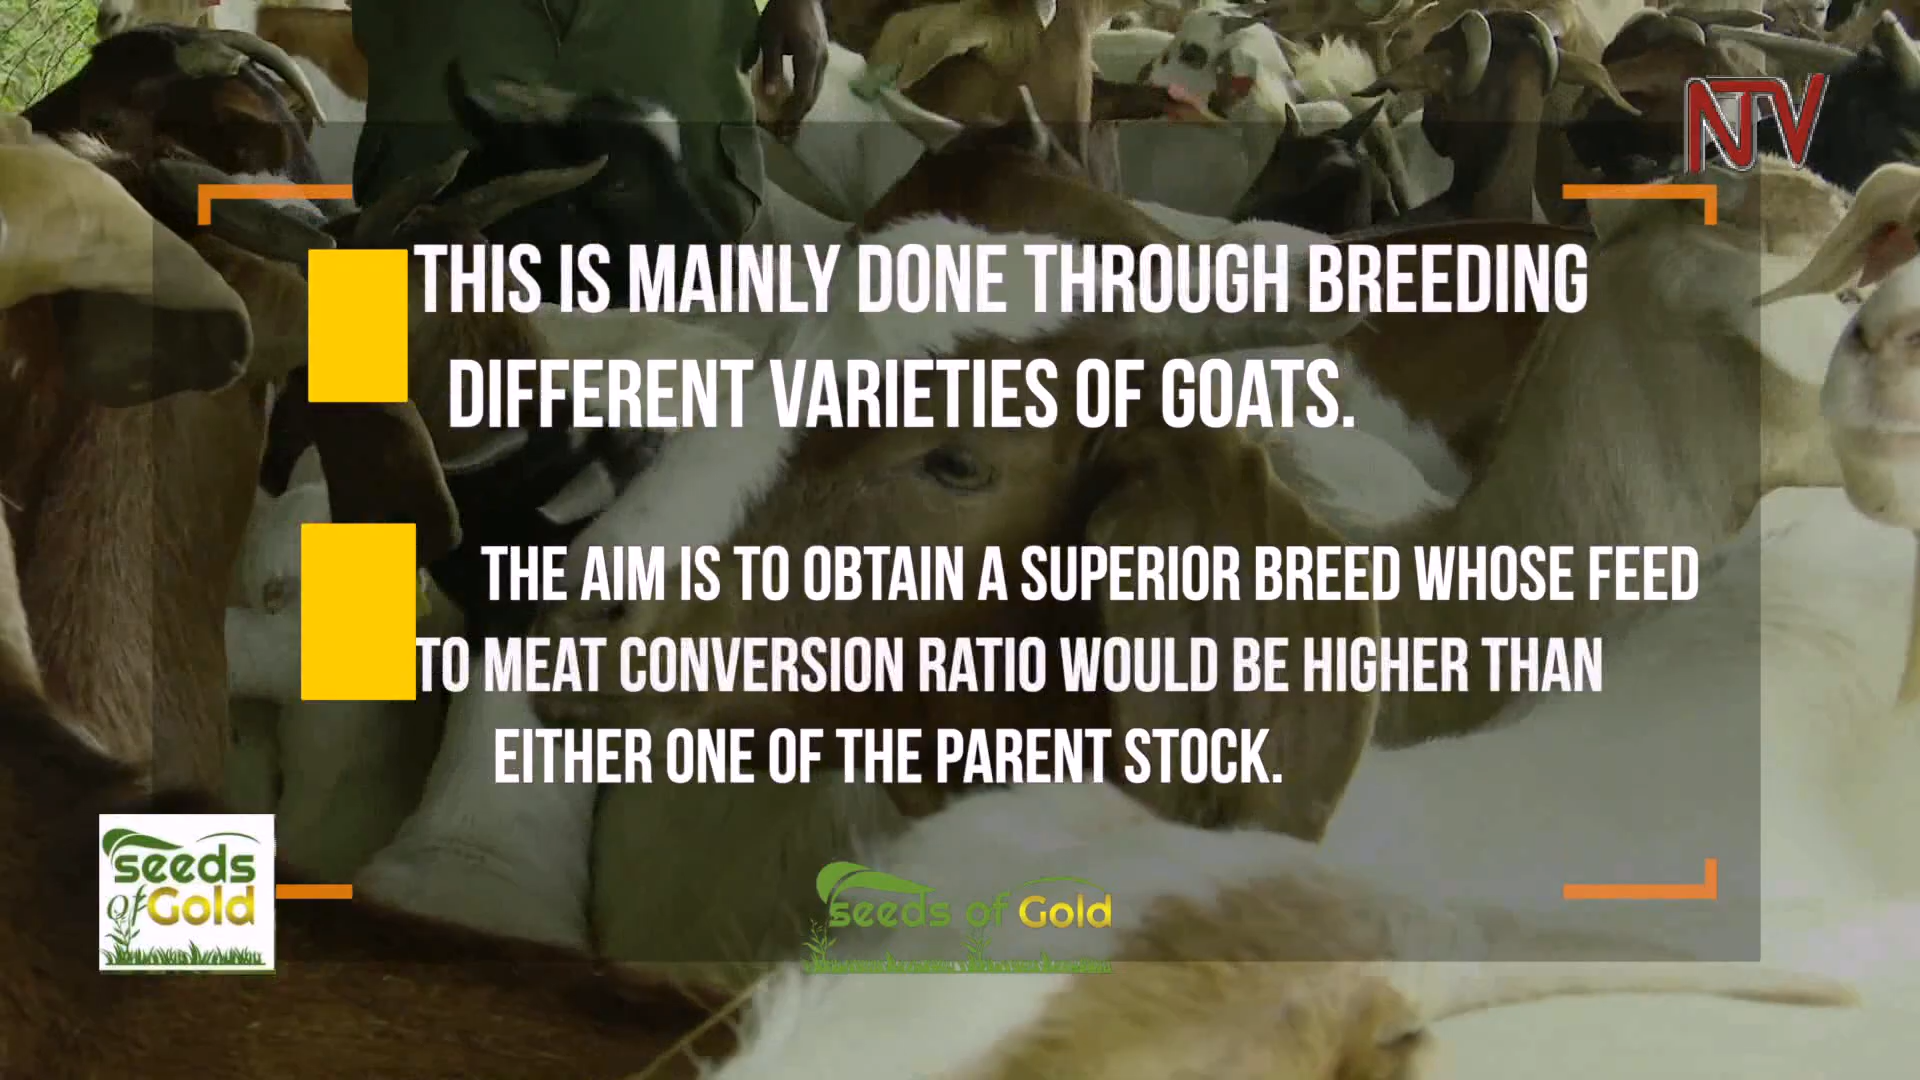 NTV
THIS IS MAINLY DONE THROUGH BREEDING
DIFFERENT VARIETIES OF GOATS.
THE AIM IS TO OBTAIN A SUPERIOR BREED WHOSE FEED
TO MEAT CONVERSION RATIO WOULD BE HIGHER THAN
EITHER ONE OF THE PARENT STOCK.
seeds
of Gold
seeds of Gold